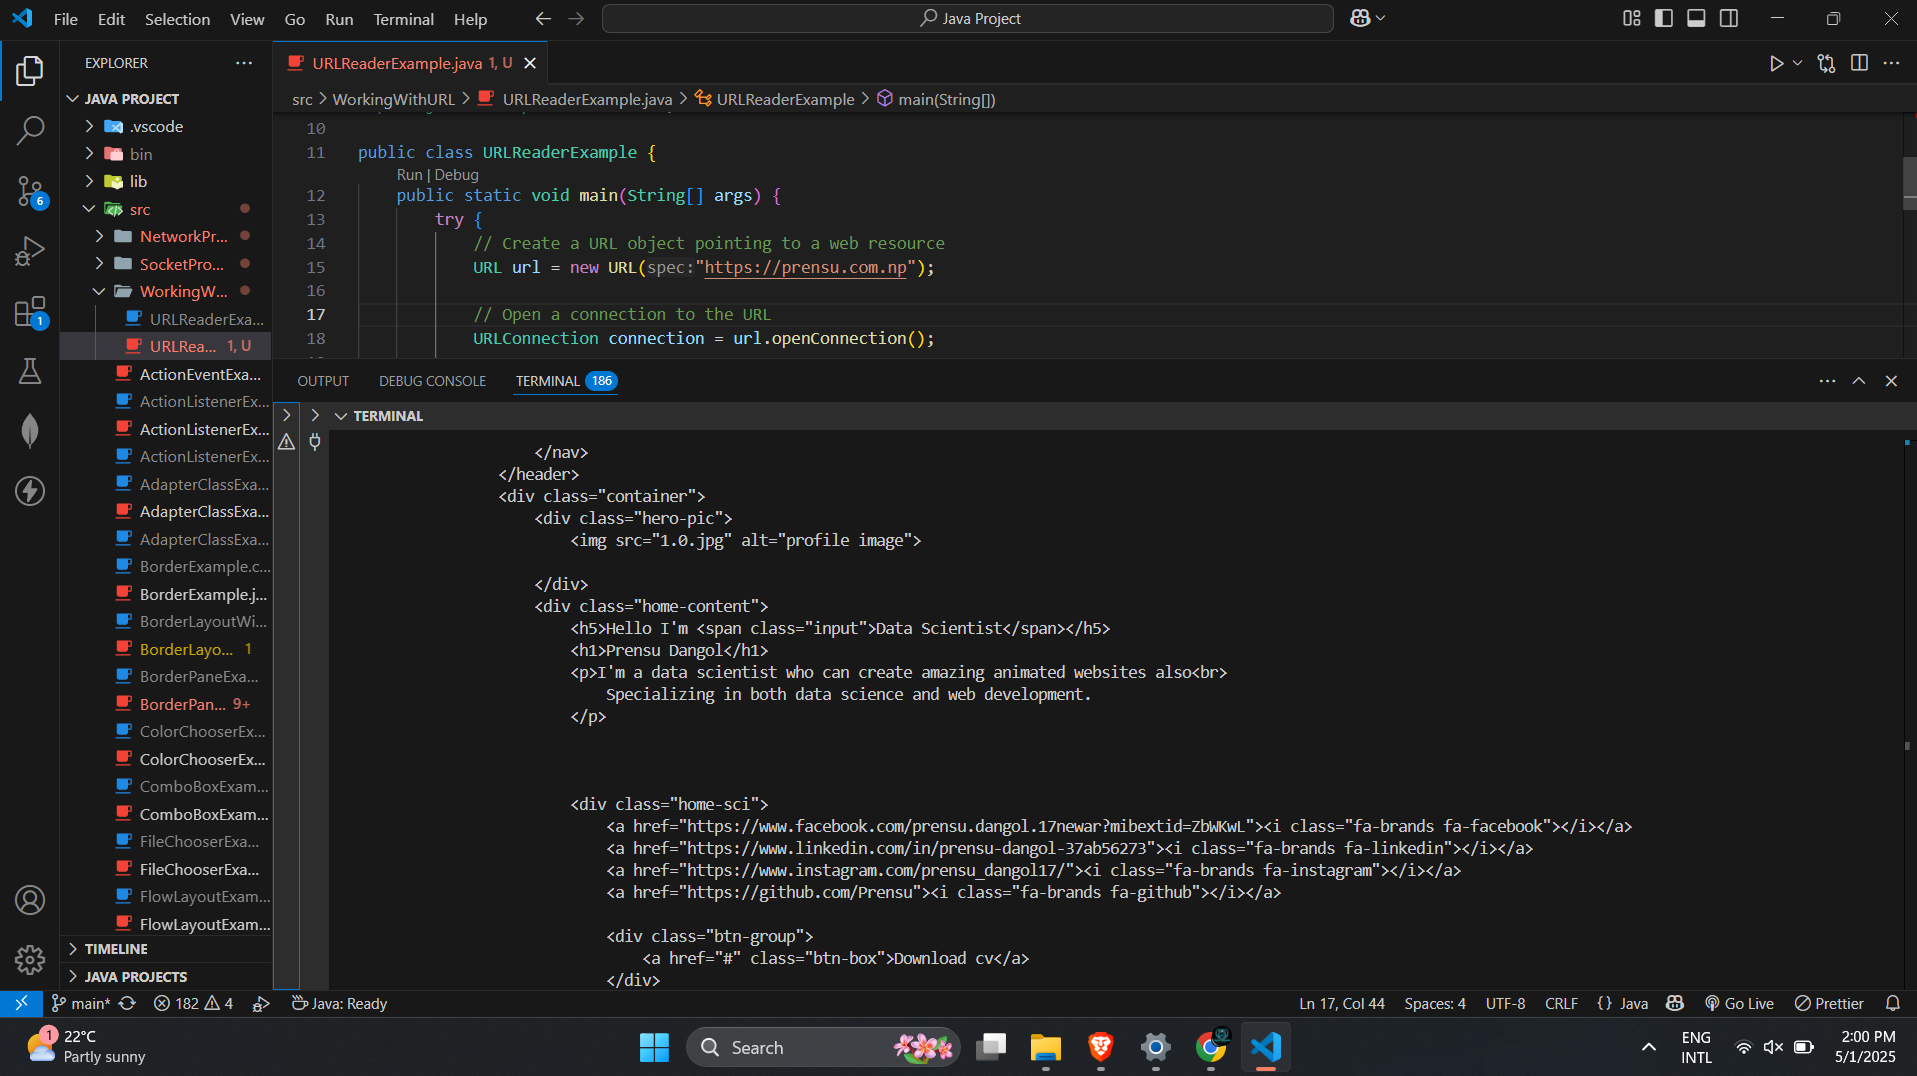 File Edit Selection View Go Run Terminal Help
Java Project
EXPLORER
JAVA PROJECT
.vscode
bin
lib
src
NetworkPr...
SocketPro...
WorkingW...
URLReaderExa...
URLRea... 1, U
ActionEventExa...
ActionListenerEx...
ActionListenerEx...
ActionListenerEx...
AdapterClassExa...
AdapterClassExa...
AdapterClassExa...
BorderExample.c...
BorderExample.j...
BorderLayoutWi...
BorderLayo... 1
BorderPaneExa...
BorderPan... 9+
ColorChooserEx...
ColorChooserEx...
ComboBoxExam...
ComboBoxExam...
FileChooserExa...
FileChooserExa...
FlowLayoutExam...
FlowLayoutExam...
TIMELINE
JAVA PROJECTS
6
1
URLReaderExample.java 1, U
src > WorkingWithURL > URLReaderExample.java > URLReaderExample > main(String[])
10
11 public class URLReaderExample {
Run | Debug
12 public static void main(String[] args) {
13 try {
14 // Create a URL object pointing to a web resource
15 URL url = new URL(spec:"https://prensu.com.np");
16
17 // Open a connection to the URL
18 URLConnection connection = url.openConnection();
OUTPUT DEBUG CONSOLE TERMINAL 186
TERMINAL
</nav>
</header>
<div class="container">
<div class="hero-pic">
<img src="1.0.jpg" alt="profile image">
</div>
<div class="home-content">
<h5>Hello I'm <span class="input">Data Scientist</span></h5>
<h1>Prensu Dangol</h1>
<p>I'm a data scientist who can create amazing animated websites also<br>
Specializing in both data science and web development.
</p>
<div class="home-sci">
<a href="https://www.facebook.com/prensu.dangol.17newar?mibextid=ZbWKwL"><i class="fa-brands fa-facebook"></i></a>
<a href="https://www.linkedin.com/in/prensu-dangol-37ab56273"><i class="fa-brands fa-linkedin"></i></a>
<a href="https://www.instagram.com/prensu_dangol17/"><i class="fa-brands fa-instagram"></i></a>
<a href="https://github.com/Prensu"><i class="fa-brands fa-github"></i></a>
<div class="btn-group">
<a href="#" class="btn-box">Download cv</a>
</div>
main* 182 4 Java: Ready
Ln 17, Col 44 Spaces: 4 UTF-8 CRLF {} Java Go Live Prettier
1
22°C
Partly sunny
Search
ENG
INTL
2:00 PM
5/1/2025